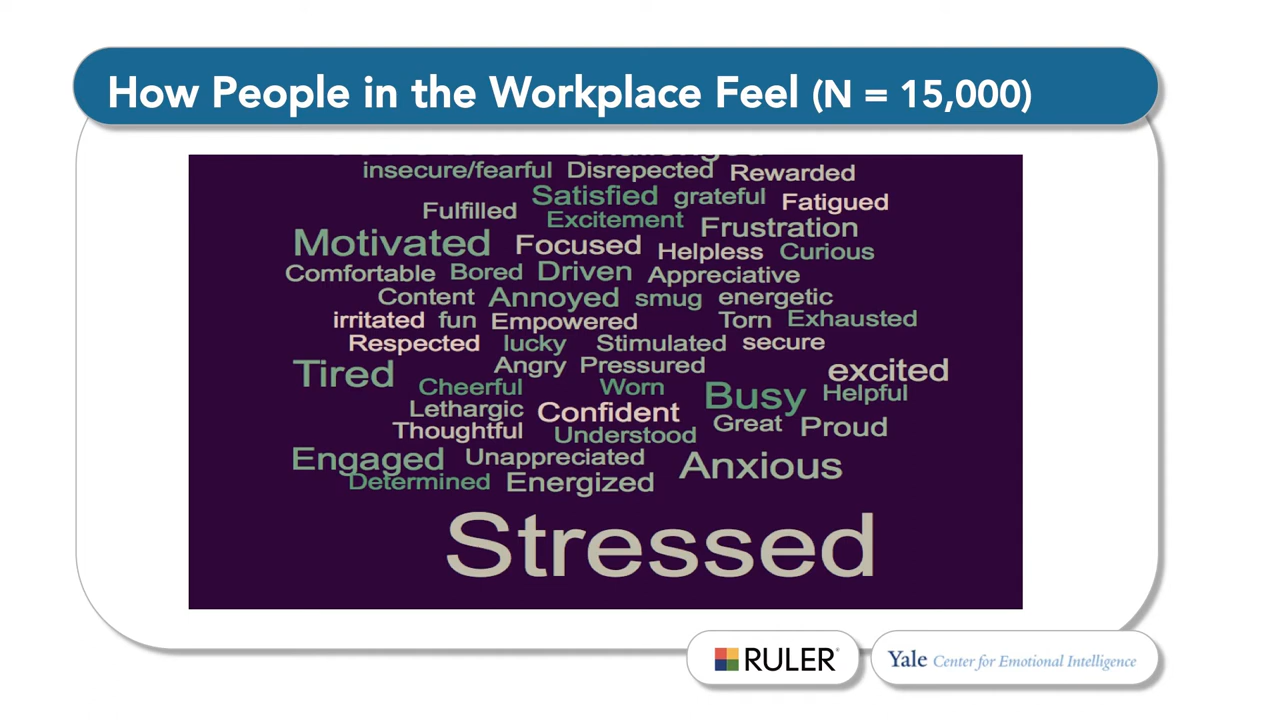 How People in the Workplace Feel (N = 15,000)
insecure/fearful Disrepected Rewarded
Satisfied grateful Fatigued
Fulfilled Excitement Frustration
Motivated Focused Helpless Curious
Comfortable Bored Driven Appreciative
Content Annoyed smug energetic
irritated fun Empowered Torn Exhausted
Respected lucky Stimulated secure
Tired Angry Pressured excited
Cheerful Worn Busy Helpful
Lethargic Confident Great Proud
Thoughtful Understood
Engaged Unappreciated Anxious
Determined Energized
Stressed
RULER
Yale Center for Emotional Intelligence